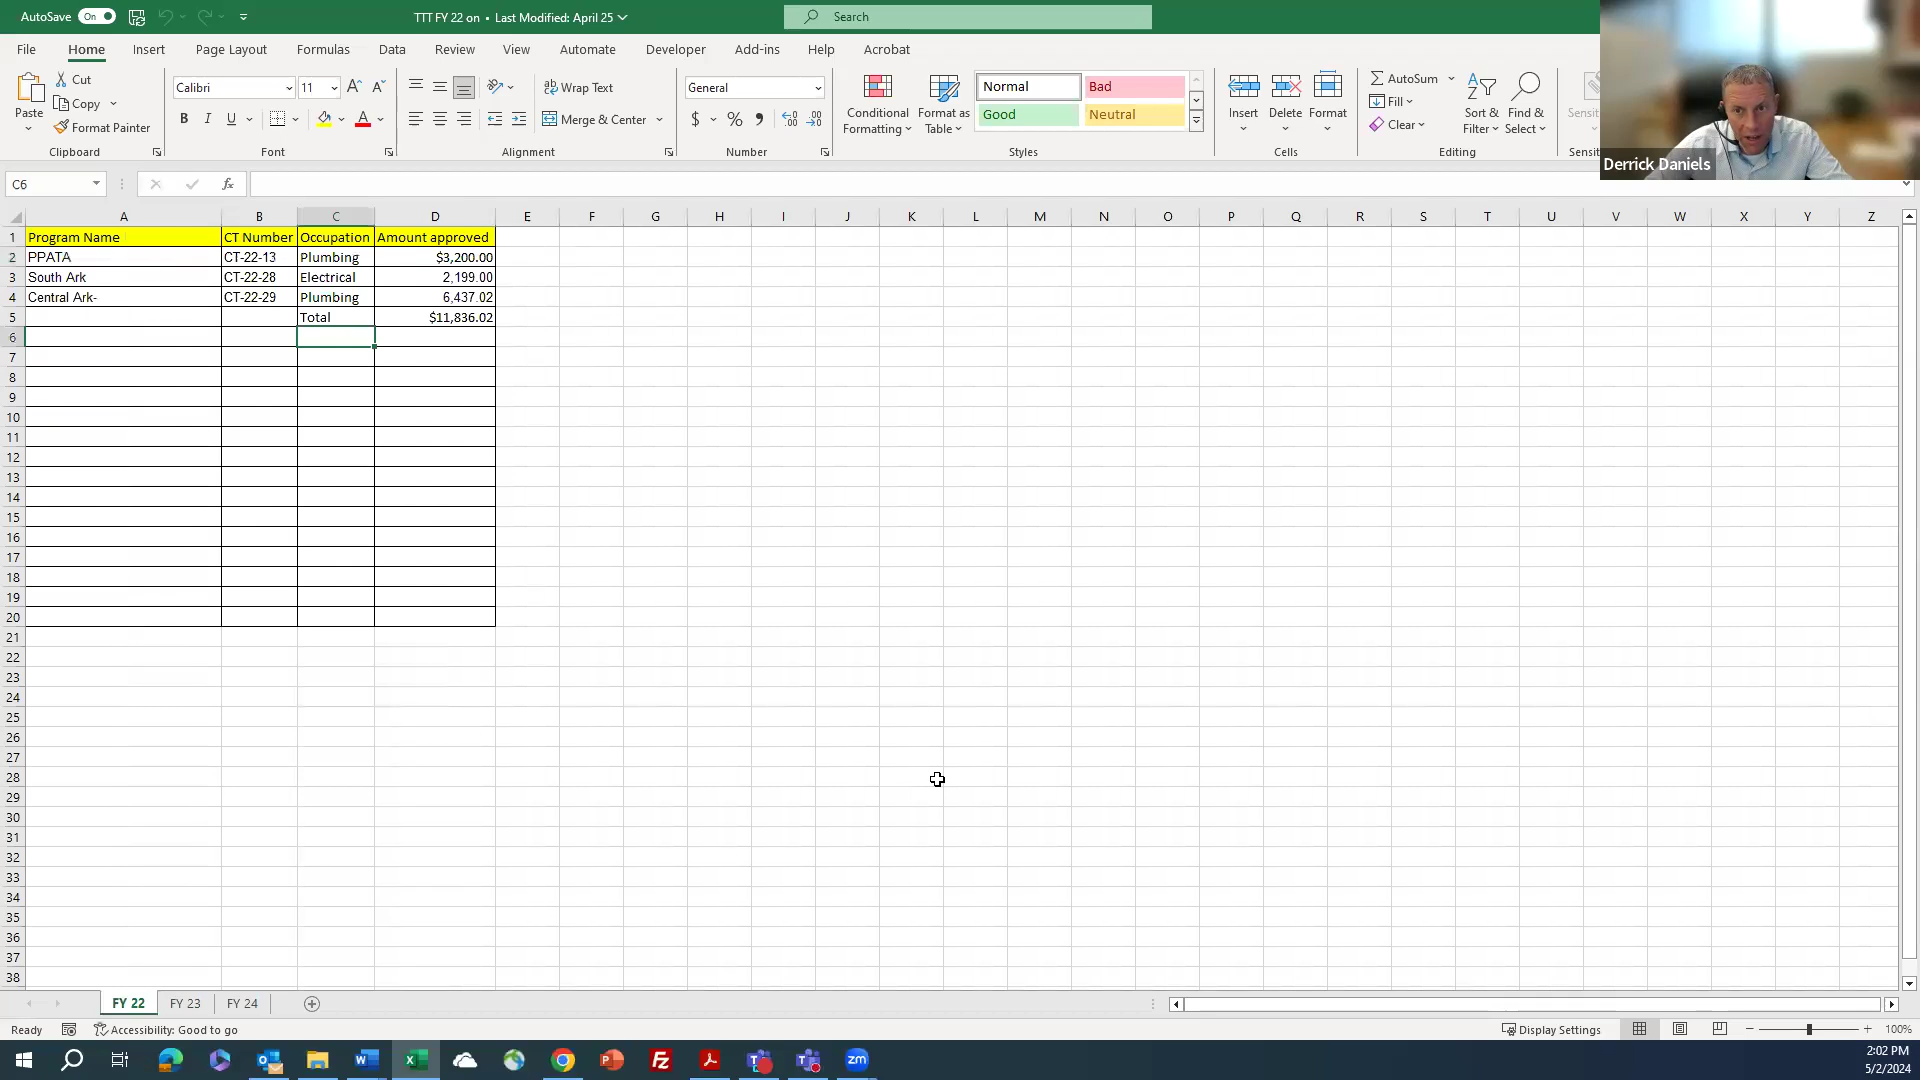 AutoSave On TTT FY 22 on • Last Modified: April 25 Search
File Home Insert Page Layout Formulas Data Review View Automate Developer Add-ins Help Acrobat
Paste
Cut
Copy
Format Painter
Clipboard
Calibri 11
B I U
Font
Wrap Text
Merge & Center
Alignment
General
$ % 9
Number
Conditional Formatting
Format as Table
Normal Bad
Good Neutral
Styles
Insert Delete Format
Cells
AutoSum
Fill
Clear
Sort & Filter
Find & Select
Editing
Derrick Daniels
C6 fx
A B C D E F G H I J K L M N O P Q R S T U V W X Y Z
1 Program Name CT Number Occupation Amount approved
2 PPATA CT-22-13 Plumbing $3,200.00
3 South Ark CT-22-28 Electrical 2,199.00
4 Central Ark- CT-22-29 Plumbing 6,437.02
5 Total $11,836.02
6
7
8
9
10
11
12
13
14
15
16
17
18
19
20
21
22
23
24
25
26
27
28
29
30
31
32
33
34
35
36
37
38
FY 22 FY 23 FY 24
Ready Accessibility: Good to go Display Settings 100%
2:02 PM
5/2/2024